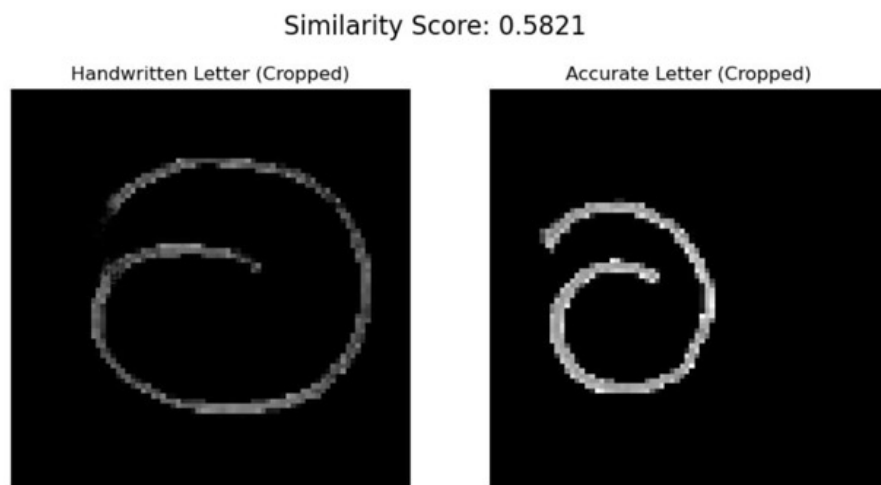 Similarity Score: 0.5821
Handwritten Letter (Cropped)
Accurate Letter (Cropped)